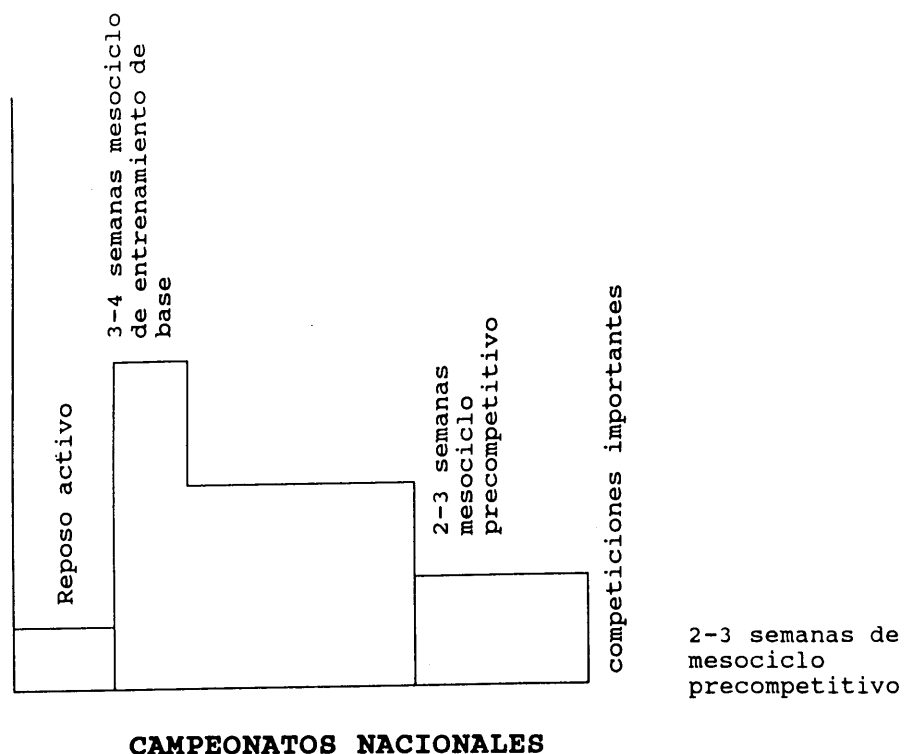 Reposo activo
3-4 semanas mesociclo
de entrenamiento de
base
2-3 semanas
mesociclo
precompetitivo
competiciones importantes
2-3 semanas de
mesociclo
precompetitivo
CAMPEONATOS NACIONALES